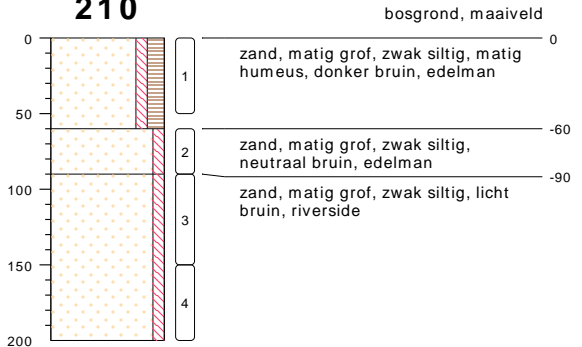 210
bosgrond, maaiveld
0
0
zand, matig grof, zwak siltig, matig
humeus, donker bruin, edelman
1
50
-60
zand, matig grof, zwak siltig,
neutraal bruin, edelman
2
-90
100
zand, matig grof, zwak siltig, licht
bruin, riverside
3
150
4
200